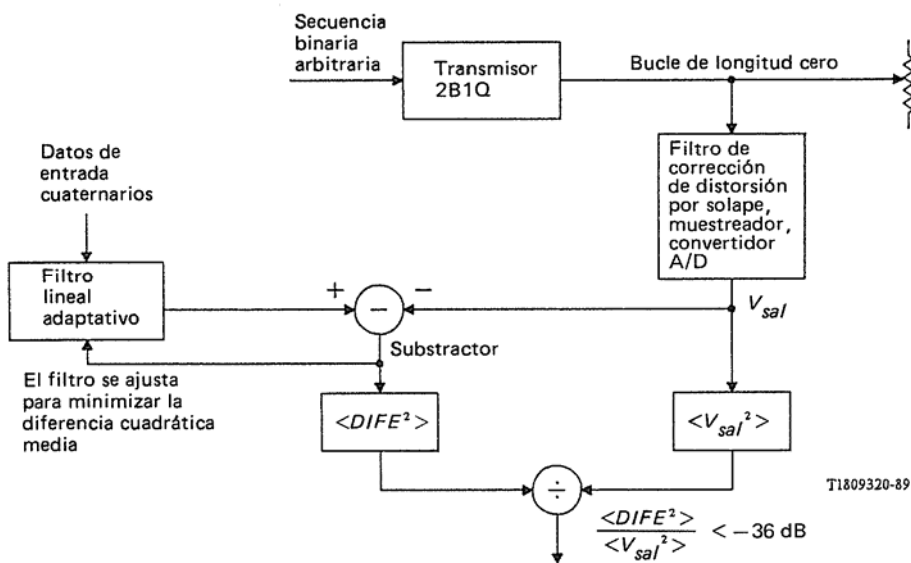 Secuencia
binaria
arbitraria
Transmisor
2B1Q
Bucle de longitud cero
Filtro de
corrección
de distorsión
por solape,
muestreador,
convertidor
A/D
Datos de
entrada
cuaternarios
Filtro
lineal
adaptativo
+
−
−
V_sal
Substractor
El filtro se ajusta
para minimizar la
diferencia cuadrática
media
<DIFE²>
<V_sal²>
÷
T1809320-89
<DIFE²>
<V_sal²>
< −36 dB